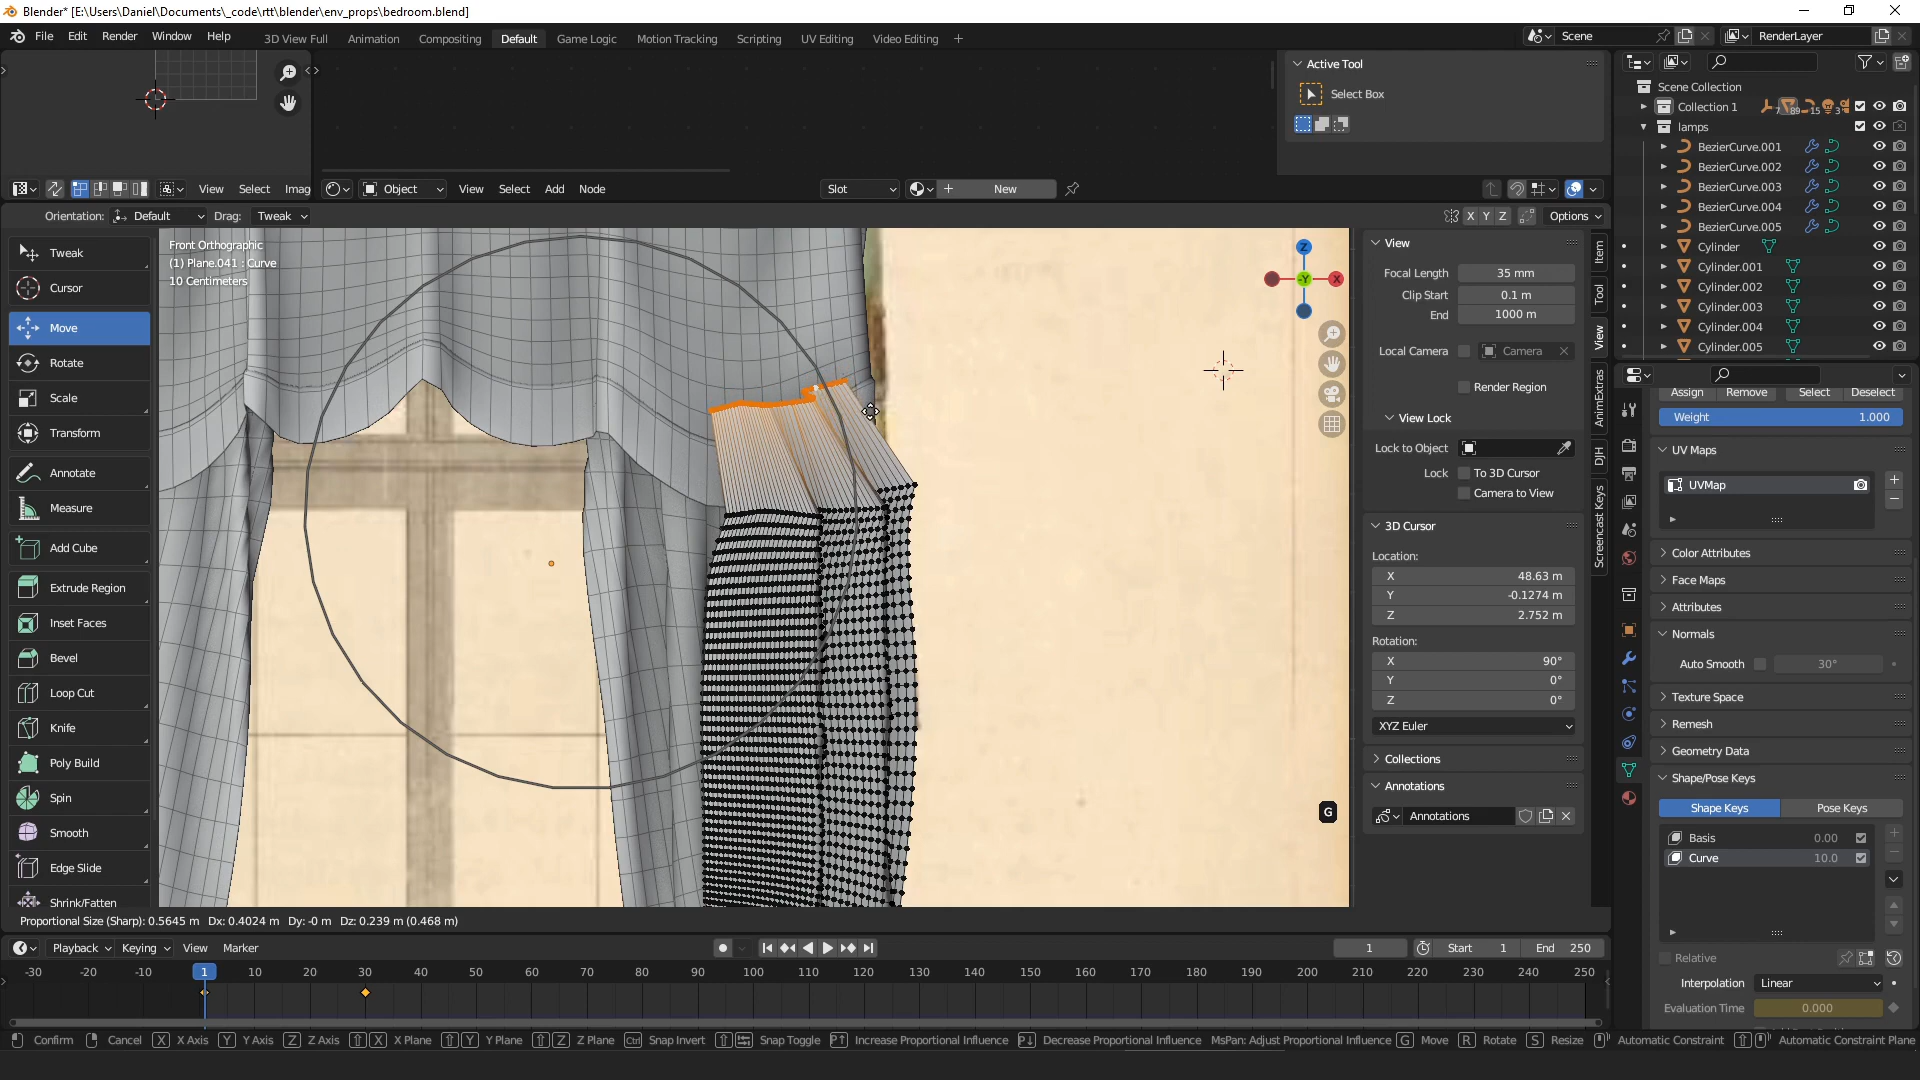 Blender* [E:\Users\Daniel\Documents\_code\rtt\blender\env_props\bedroom.blend]
File Edit Render Window Help 3D View Full Animation Compositing Default Game Logic Motion Tracking Scripting UV Editing Video Editing + Scene RenderLayer
Active Tool
Select Box
Scene Collection
Collection 1 7 89 15 3
lamps
BezierCurve.001
BezierCurve.002
BezierCurve.003
BezierCurve.004
BezierCurve.005
Cylinder
Cylinder.001
Cylinder.002
Cylinder.003
Cylinder.004
Cylinder.005
View Select Imag Object View Select Add Node Slot New
Orientation: Default Drag: Tweak X Y Z Options
Tweak
Cursor
Move
Rotate
Scale
Transform
Annotate
Measure
Add Cube
Extrude Region
Inset Faces
Bevel
Loop Cut
Knife
Poly Build
Spin
Smooth
Edge Slide
Shrink/Fatten
Front Orthographic
(1) Plane.041 : Curve
10 Centimeters
Z
X
-Y
G
View
Focal Length 35 mm
Clip Start 0.1 m
End 1000 m
Local Camera Camera
Render Region
View Lock
Lock to Object
Lock To 3D Cursor
Camera to View
3D Cursor
Location:
X 48.63 m
Y -0.1274 m
Z 2.752 m
Rotation:
X 90°
Y 0°
Z 0°
XYZ Euler
Collections
Annotations
Annotations
Item
Tool
View
AnimExtras
DJH
Screencast Keys
Assign Remove Select Deselect
Weight 1.000
UV Maps
UVMap
Color Attributes
Face Maps
Attributes
Normals
Auto Smooth 30°
Texture Space
Remesh
Geometry Data
Shape/Pose Keys
Shape Keys Pose Keys
Basis 0.00
Curve 10.0
Relative
Interpolation Linear
Evaluation Time 0.000
Proportional Size (Sharp): 0.5645 m Dx: 0.4024 m Dy: -0 m Dz: 0.239 m (0.468 m)
Playback Keying View Marker 1 Start 1 End 250
-30 -20 -10 1 10 20 30 40 50 60 70 80 90 100 110 120 130 140 150 160 170 180 190 200 210 220 230 240 250
Confirm Cancel X X Axis Y Y Axis Z Z Axis X X Plane Y Y Plane Z Z Plane Ctrl Snap Invert Snap Toggle Increase Proportional Influence Decrease Proportional Influence MsPan: Adjust Proportional Influence G Move R Rotate S Resize Automatic Constraint Automatic Constraint Plane